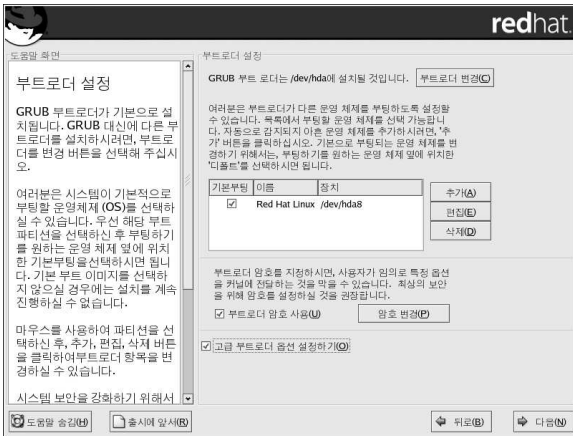 redhat.
도움말 화면
부트로더 설정
GRUB 부트로더가 기본으로 설
치됩니다. GRUB 대신에 다른 부
트로더를 설치하시려면, 부트로
더를 변경 버튼을 선택해 주십시
오.
여러분은 시스템이 기본적으로
부팅할 운영체제 (OS)를 선택하
실 수 있습니다. 우선 해당 부트
파티션을 선택하신 후 부팅하기
를 원하는 운영 체제 옆에 위치
한 기본부팅을선택하시면 됩니
다. 기본 부트 이미지를 선택하
지 않으실 경우에는 설치를 계속
진행하실 수 없습니다.
마우스를 사용하여 파티션을 선
택하신 후, 추가, 편집, 삭제 버튼
을 클릭하여부트로더 항목을 변
경하실 수 있습니다.
시스템 보안을 강화하기 위해서
부트로더 설정
GRUB 부트 로더는 /dev/hda에 설치될 것입니다. 부트로더 변경(C)
여러분은 부트로더가 다른 운영 체제를 부팅하도록 설정할
수 있습니다. 목록에서 부팅할 운영 체제를 선택 가능합니
다. 자동으로 감지되지 아흔 운영 체제를 추가하시려면, '추
가' 버튼을 클릭하십시오. 기본으로 부팅되는 운영 체제를 변
경하기 위해서는, 부팅하기를 원하는 운영 체제 앞에 위치한
'디폴트'를 선택하시면 됩니다.
기본부팅 이름 장치
Red Hat Linux /dev/hda8
추가(A)
편집(E)
삭제(D)
부트로더 암호를 지정하시면, 사용자가 임의로 특정 옵션
을 커널에 전달하는 것을 막을 수 있습니다. 최상의 보안
을 위해 암호를 설정하실 것을 권장합니다.
부트로더 암호 사용(U) 암호 변경(P)
고급 부트로더 옵션 설정하기(O)
도움말 숨김(H) 출시에 앞서(R) 뒤로(B) 다음(N)